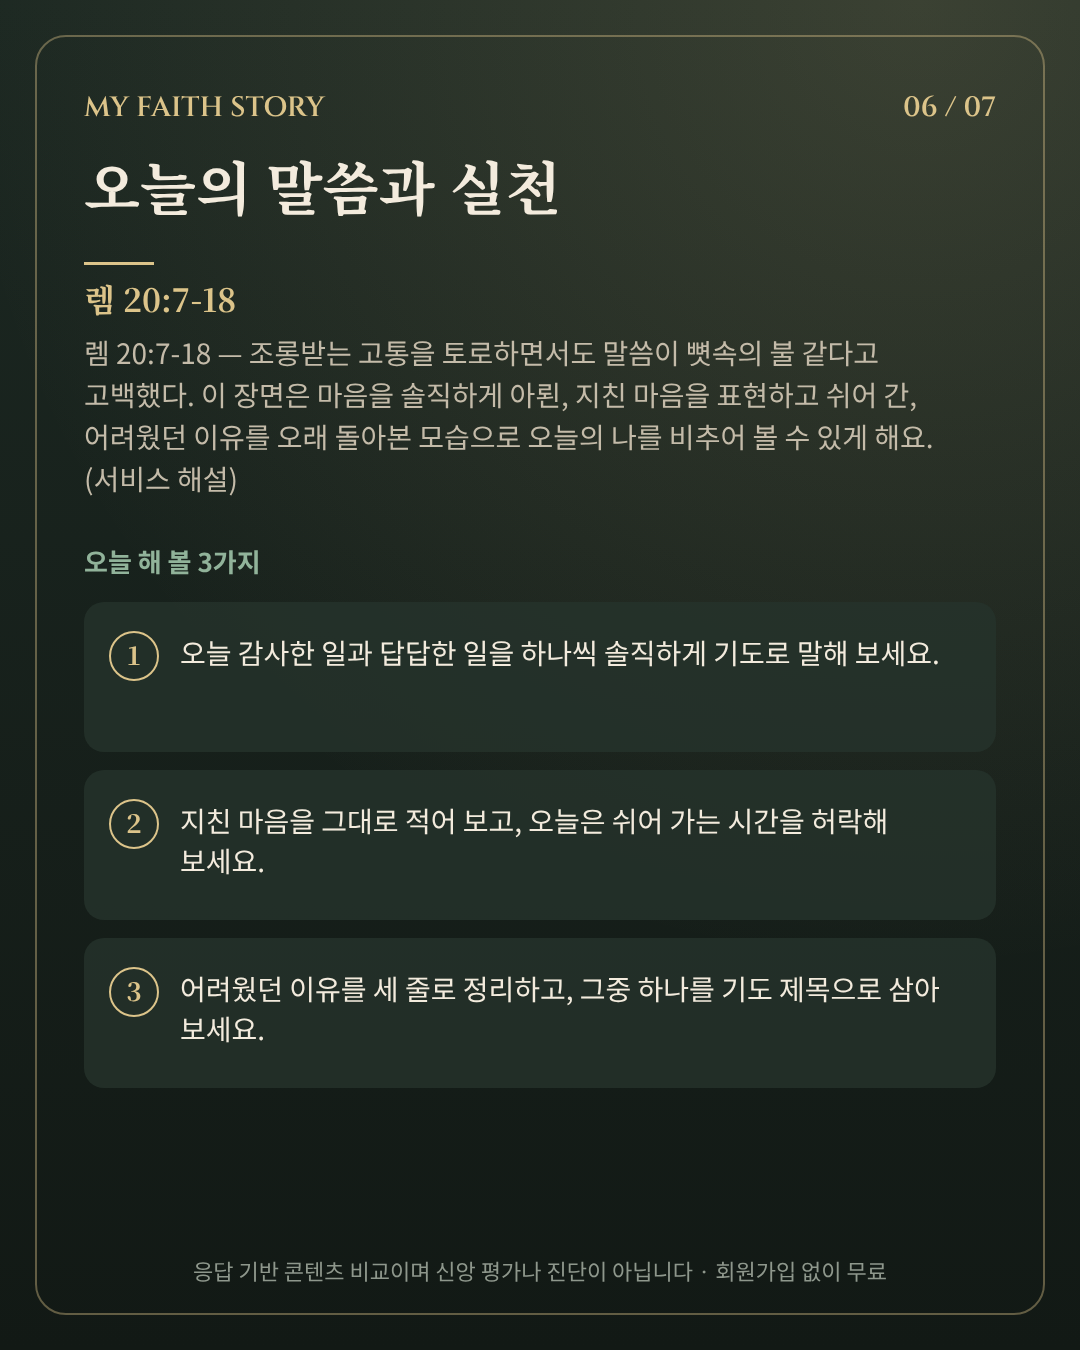 MY FAITH STORY
06 / 07
오늘의 말씀과 실천
렘 20:7-18
렘 20:7-18 — 조롱받는 고통을 토로하면서도 말씀이 뼛속의 불 같다고
고백했다. 이 장면은 마음을 솔직하게 아뢴, 지친 마음을 표현하고 쉬어 간,
어려웠던 이유를 오래 돌아본 모습으로 오늘의 나를 비추어 볼 수 있게 해요.
(서비스 해설)
오늘 해 볼 3가지
1 오늘 감사한 일과 답답한 일을 하나씩 솔직하게 기도로 말해 보세요.
2 지친 마음을 그대로 적어 보고, 오늘은 쉬어 가는 시간을 허락해
보세요.
3 어려웠던 이유를 세 줄로 정리하고, 그중 하나를 기도 제목으로 삼아
보세요.
응답 기반 콘텐츠 비교이며 신앙 평가나 진단이 아닙니다 · 회원가입 없이 무료